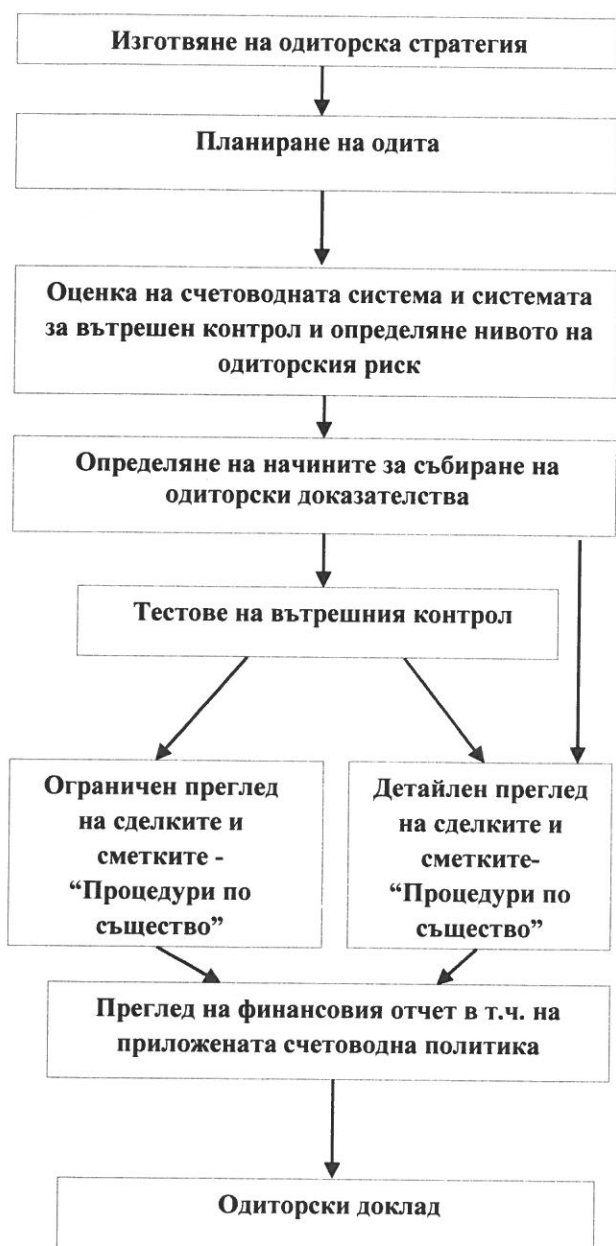 Изготвяне на одиторска стратегия
Планиране на одита
Оценка на счетоводната система и системата
за вътрешен контрол и определяне нивото на
одиторския риск
Определяне на начините за събиране на
одиторски доказателства
Тестове на вътрешния контрол
Ограничен преглед
на сделките и
сметките -
“Процедури по
същество”
Детайлен преглед
на сделките и
сметките-
“Процедури по
същество”
Преглед на финансовия отчет в т.ч. на
приложената счетоводна политика
Одиторски доклад